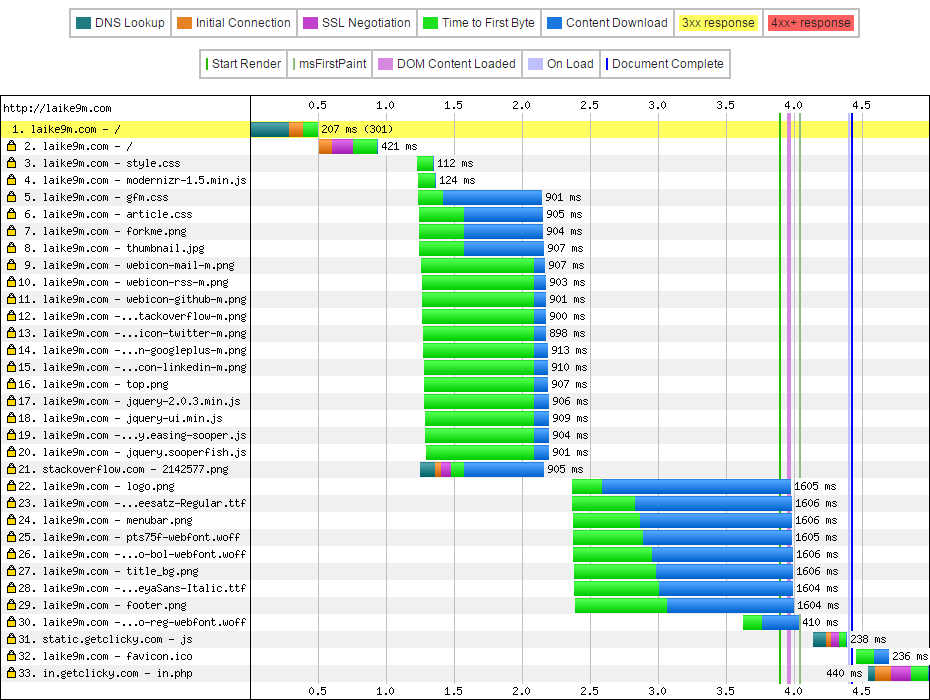 DNS Lookup Initial Connection SSL Negotiation Time to First Byte Content Download 3xx response 4xx+ response
Start Render msFirstPaint DOM Content Loaded On Load Document Complete
http://laike9m.com 0.5 1.0 1.5 2.0 2.5 3.0 3.5 4.0 4.5
1. laike9m.com - / 207 ms (301)
2. laike9m.com - / 421 ms
3. laike9m.com - style.css 112 ms
4. laike9m.com - modernizr-1.5.min.js 124 ms
5. laike9m.com - gfm.css 901 ms
6. laike9m.com - article.css 905 ms
7. laike9m.com - forkme.png 904 ms
8. laike9m.com - thumbnail.jpg 907 ms
9. laike9m.com - webicon-mail-m.png 907 ms
10. laike9m.com - webicon-rss-m.png 903 ms
11. laike9m.com - webicon-github-m.png 901 ms
12. laike9m.com -...tackoverflow-m.png 900 ms
13. laike9m.com -...icon-twitter-m.png 898 ms
14. laike9m.com -...n-googleplus-m.png 913 ms
15. laike9m.com -...con-linkedin-m.png 910 ms
16. laike9m.com - top.png 907 ms
17. laike9m.com - jquery-2.0.3.min.js 906 ms
18. laike9m.com - jquery-ui.min.js 909 ms
19. laike9m.com -...y.easing-sooper.js 904 ms
20. laike9m.com - jquery.sooperfish.js 901 ms
21. stackoverflow.com - 2142577.png 905 ms
22. laike9m.com - logo.png 1605 ms
23. laike9m.com -...eesatz-Regular.ttf 1606 ms
24. laike9m.com - menubar.png 1606 ms
25. laike9m.com - pts75f-webfont.woff 1605 ms
26. laike9m.com -...o-bol-webfont.woff 1606 ms
27. laike9m.com - title_bg.png 1606 ms
28. laike9m.com -...eyaSans-Italic.ttf 1604 ms
29. laike9m.com - footer.png 1604 ms
30. laike9m.com -...o-reg-webfont.woff 410 ms
31. static.getclicky.com - js 238 ms
32. laike9m.com - favicon.ico 236 ms
33. in.getclicky.com - in.php 440 ms
0.5 1.0 1.5 2.0 2.5 3.0 3.5 4.0 4.5